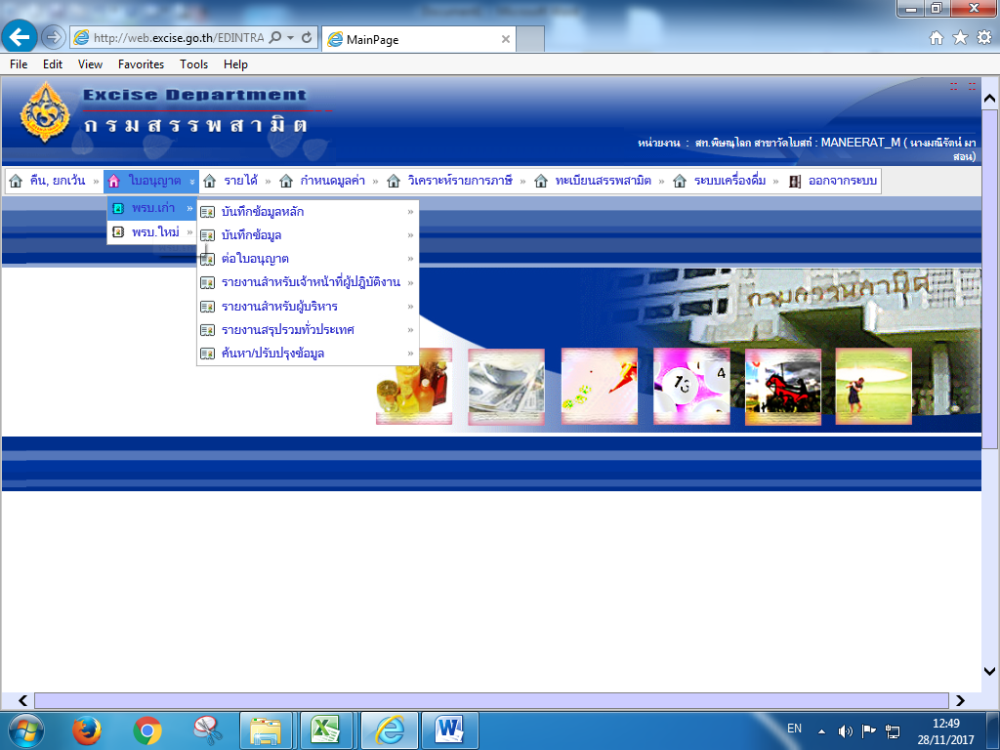 http://web.excise.go.th/EDINTRA
MainPage
File Edit View Favorites Tools Help
Excise Department
กรมสรรพสามิต
หน่วยงาน : สท.พิษณุโลก สาขาวัดโบสถ์ : MANEERAT_M ( นางมณีรัตน์ มา
สอน)
คืน, ยกเว้น » ใบอนุญาต » รายได้ » กำหนดมูลค่า » วิเคราะห์รายการภาษี » ทะเบียนสรรพสามิต » ระบบเครื่องดื่ม » ออกจากระบบ
พรบ.เก่า »
พรบ.ใหม่ »
บันทึกข้อมูลหลัก »
บันทึกข้อมูล »
ต่อใบอนุญาต »
รายงานสำหรับเจ้าหน้าที่ผู้ปฏิบัติงาน »
รายงานสำหรับผู้บริหาร »
รายงานสรุปรวมทั่วประเทศ »
ค้นหา/ปรับปรุงข้อมูล »
13
4
EN
12:49
28/11/2017